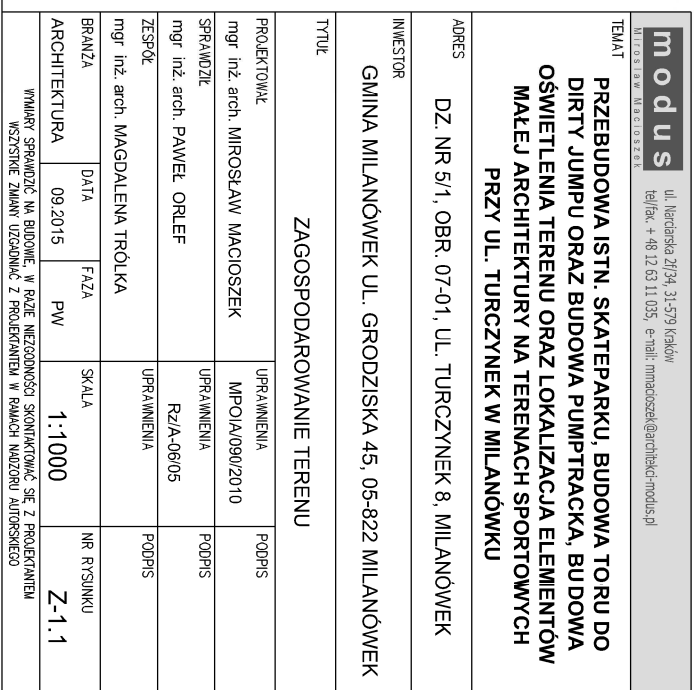 modus
Mirosław Macioszek
ul. Narciarska 2f/34, 31-579 Kraków
tel/fax. + 48 12 63 11 035, e-mail: mmacioszek@architekci-modus.pl
TEMAT
PRZEBUDOWA ISTN. SKATEPARKU, BUDOWA TORU DO
DIRTY JUMPU ORAZ BUDOWA PUMPTRACKA, BUDOWA
OŚWIETLENIA TERENU ORAZ LOKALIZACJA ELEMENTÓW
MAŁEJ ARCHITEKTURY NA TERENACH SPORTOWYCH
PRZY UL. TURCZYNEK W MILANÓWKU
ADRES
DZ. NR 5/1, OBR. 07-01, UL. TURCZYNEK 8, MILANÓWEK
INWESTOR
GMINA MILANÓWEK UL. GRODZISKA 45, 05-822 MILANÓWEK
TYTUŁ
ZAGOSPODAROWANIE TERENU
PROJEKTOWAŁ UPRAWNIENIA PODPIS
mgr inż. arch. MIROSŁAW MACIOSZEK MPOIA/090/2010
SPRAWDZIŁ UPRAWNIENIA PODPIS
mgr inż. arch. PAWEŁ ORLEF Rz/A-06/05
ZESPÓŁ UPRAWNIENIA PODPIS
mgr inż. arch. MAGDALENA TRÓLKA
BRANŻA DATA FAZA SKALA NR RYSUNKU
ARCHITEKTURA 09.2015 PW 1:1000 Z-1.1
WYMIARY SPRAWDZIĆ NA BUDOWIE, W RAZIE NIEZGODNOŚCI SKONTAKTOWAĆ SIĘ Z PROJEKTANTEM
WSZYSTKIE ZMIANY UZGADNIAĆ Z PROJEKTANTEM W RAMACH NADZORU AUTORSKIEGO